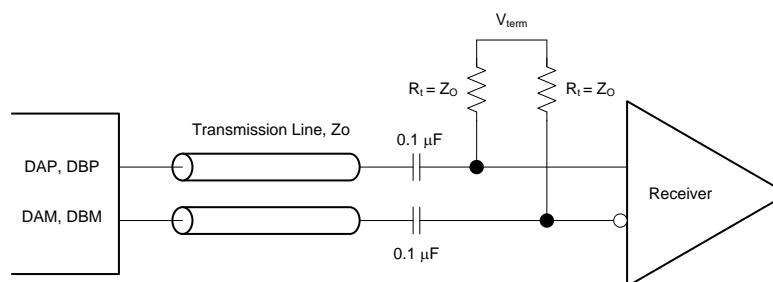 V_term
R_t = Z_O
R_t = Z_O
Transmission Line, Zo
0.1 μF
DAP, DBP
DAM, DBM
Receiver
0.1 μF